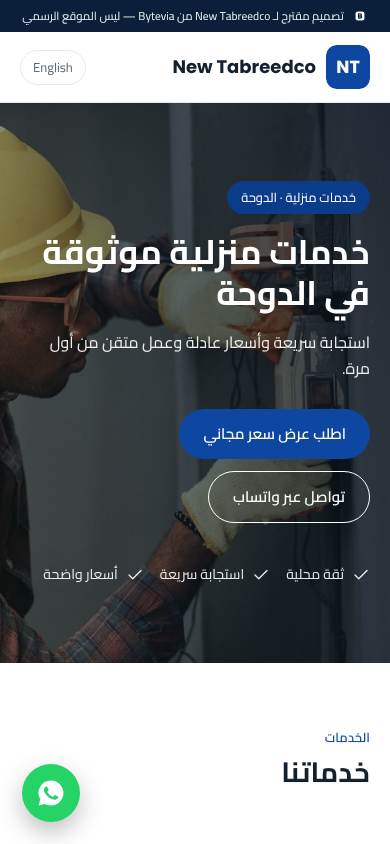 تصميم مقترح لـ New Tabreedco من Bytevia — ليس الموقع الرسمي
NT
New Tabreedco
English
خدمات منزلية · الدوحة
خدمات منزلية موثوقة
في الدوحة
استجابة سريعة وأسعار عادلة وعمل متقن من أول
مرة.
اطلب عرض سعر مجاني
تواصل عبر واتساب
ثقة محلية
استجابة سريعة
أسعار واضحة
الخدمات
خدماتنا